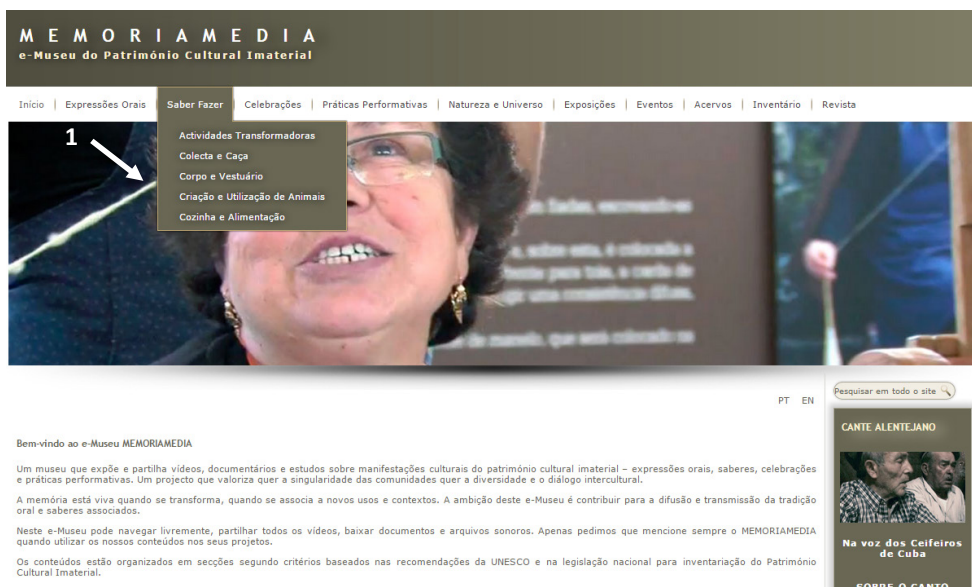 MEMORIAMEDIA
e-Museu do Património Cultural Imaterial
Início | Expressões Orais | Saber Fazer | Celebrações | Práticas Performativas | Natureza e Universo | Exposições | Eventos | Acervos | Inventário | Revista
1
Actividades Transformadoras
Colecta e Caça
Corpo e Vestuário
Criação e Utilização de Animais
Cozinha e Alimentação
PT EN
Pesquisar em todo o site
Bem-vindo ao e-Museu MEMORIAMEDIA
Um museu que expõe e partilha vídeos, documentários e estudos sobre manifestações culturais do património cultural imaterial – expressões orais, saberes, celebrações
e práticas performativas. Um projecto que valoriza quer a singularidade das comunidades quer a diversidade e o diálogo intercultural.
A memória está viva quando se transforma, quando se associa a novos usos e contextos. A ambição deste e-Museu é contribuir para a difusão e transmissão da tradição
oral e saberes associados.
Neste e-Museu pode navegar livremente, partilhar todos os vídeos, baixar documentos e arquivos sonoros. Apenas pedimos que mencione sempre o MEMORIAMEDIA
quando utilizar os nossos conteúdos nos seus projetos.
Os conteúdos estão organizados em secções segundo critérios baseados nas recomendações da UNESCO e na legislação nacional para inventariação do Património
Cultural Imaterial.
CANTE ALENTEJANO
Na voz dos Ceifeiros
de Cuba
SOBRE O CANTO